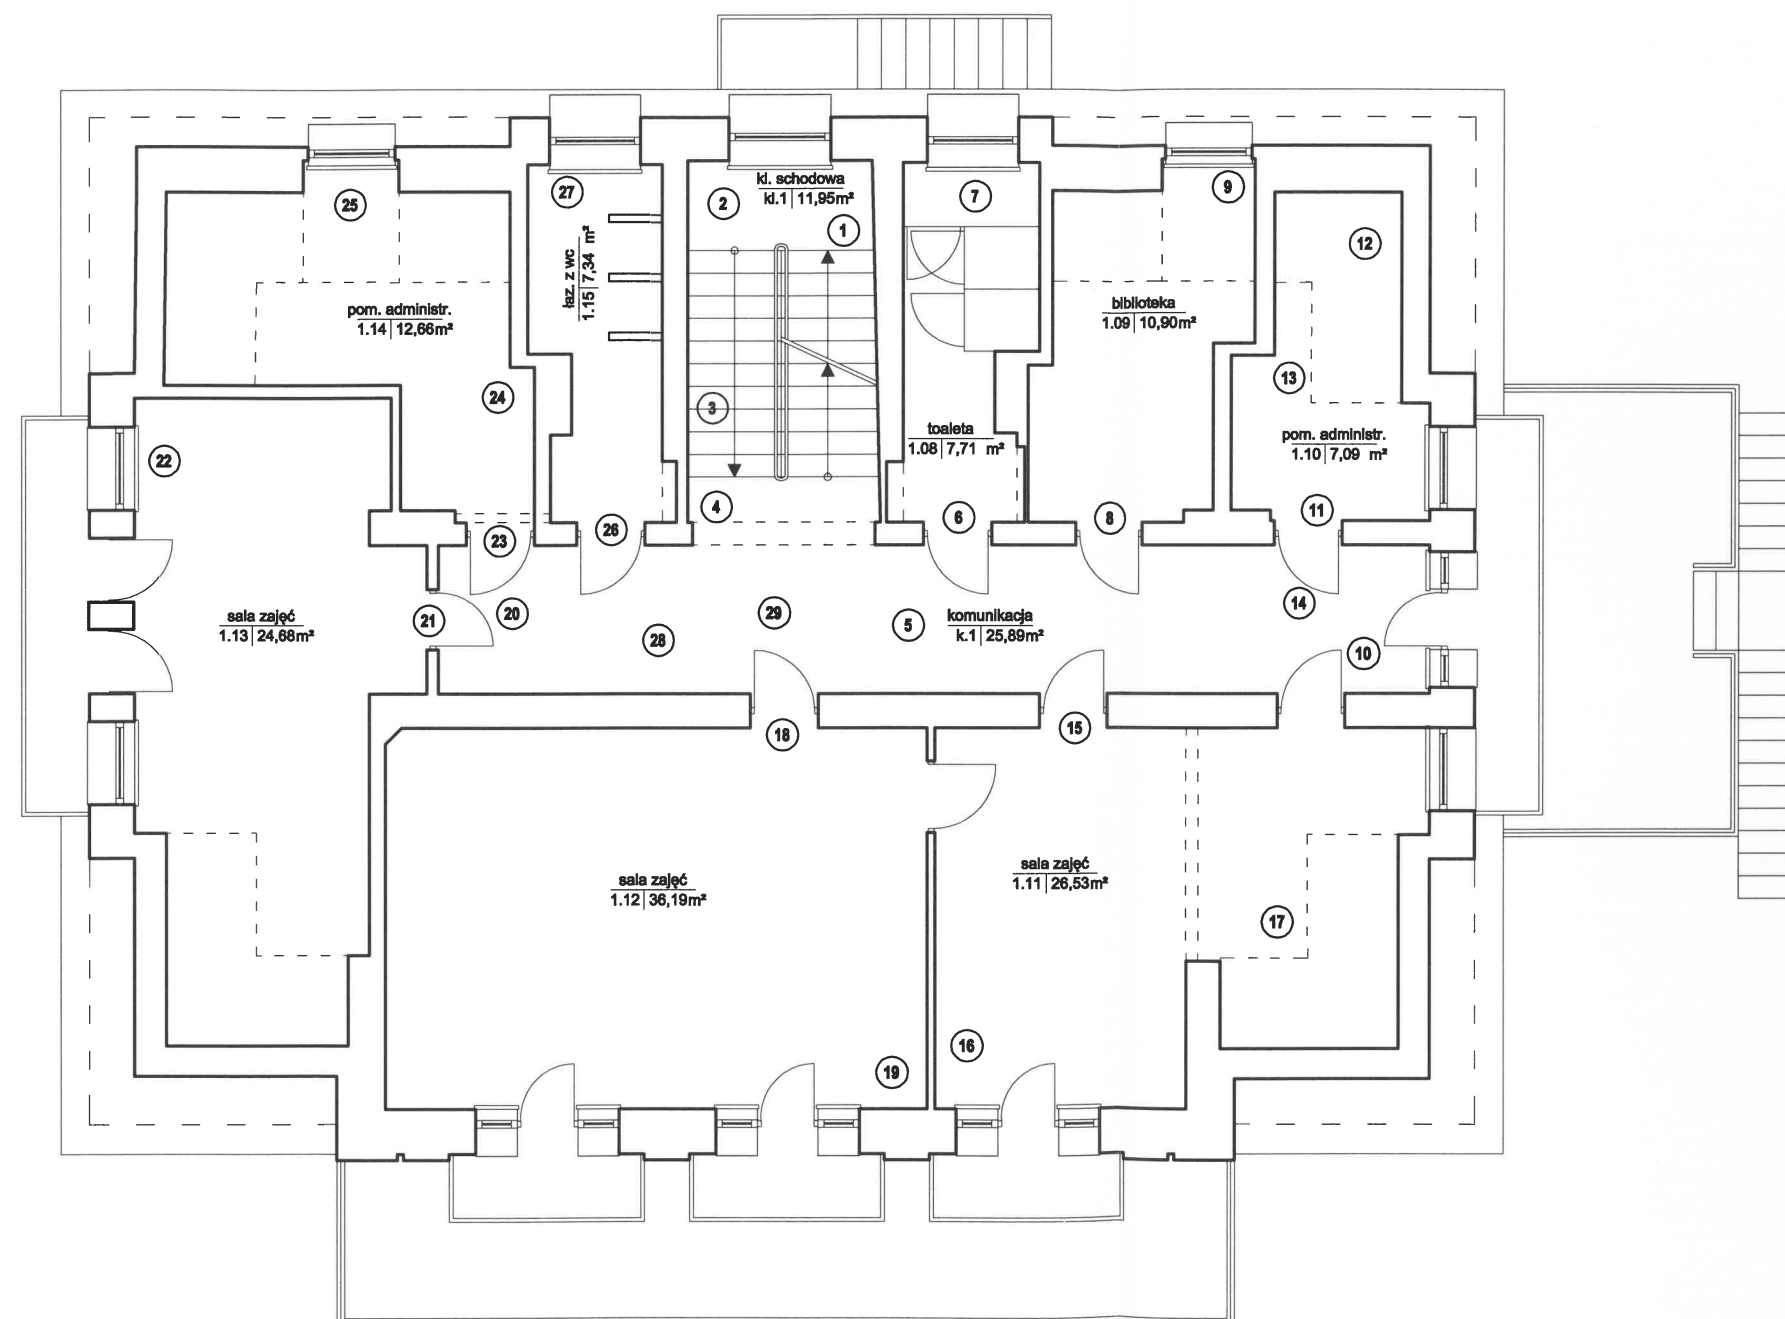 kl. schodowa
kl.1 11,95m²
27
2
7
9
25
1
12
łaz. z wc
1.15 7,34 m²
pom. administr.
1.14 12,66m²
biblioteka
1.09 10,90m²
13
24
3
toaleta
1.08 7,71 m²
pom. administr.
1.10 7,09 m²
22
4
6
8
11
23
26
sala zajęć
1.13 24,68m²
21
20
28
29
5
komunikacja
k.1 25,89m²
14
10
18
15
sala zajęć
1.12 36,19m²
sala zajęć
1.11 26,53m²
17
16
19